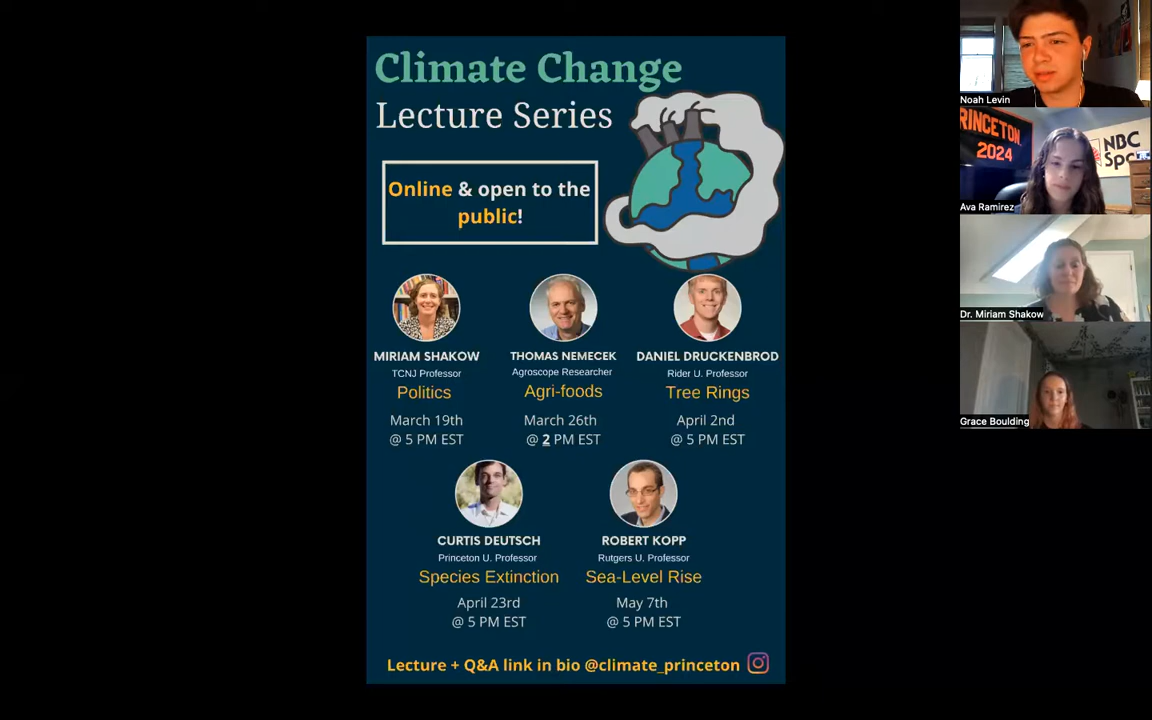 Climate Change
Lecture Series
Online & open to the
public!
MIRIAM SHAKOW
TCNJ Professor
Politics
March 19th
@ 5 PM EST
THOMAS NEMECEK
Agroscope Researcher
Agri-foods
March 26th
@ 2 PM EST
DANIEL DRUCKENBROD
Rider U. Professor
Tree Rings
April 2nd
@ 5 PM EST
CURTIS DEUTSCH
Princeton U. Professor
Species Extinction
April 23rd
@ 5 PM EST
ROBERT KOPP
Rutgers U. Professor
Sea-Level Rise
May 7th
@ 5 PM EST
Lecture + Q&A link in bio @climate_princeton
Noah Levin
RINCETON
2024
NBC
Spo
Ava Ramirez
Dr. Miriam Shakow
Grace Boulding